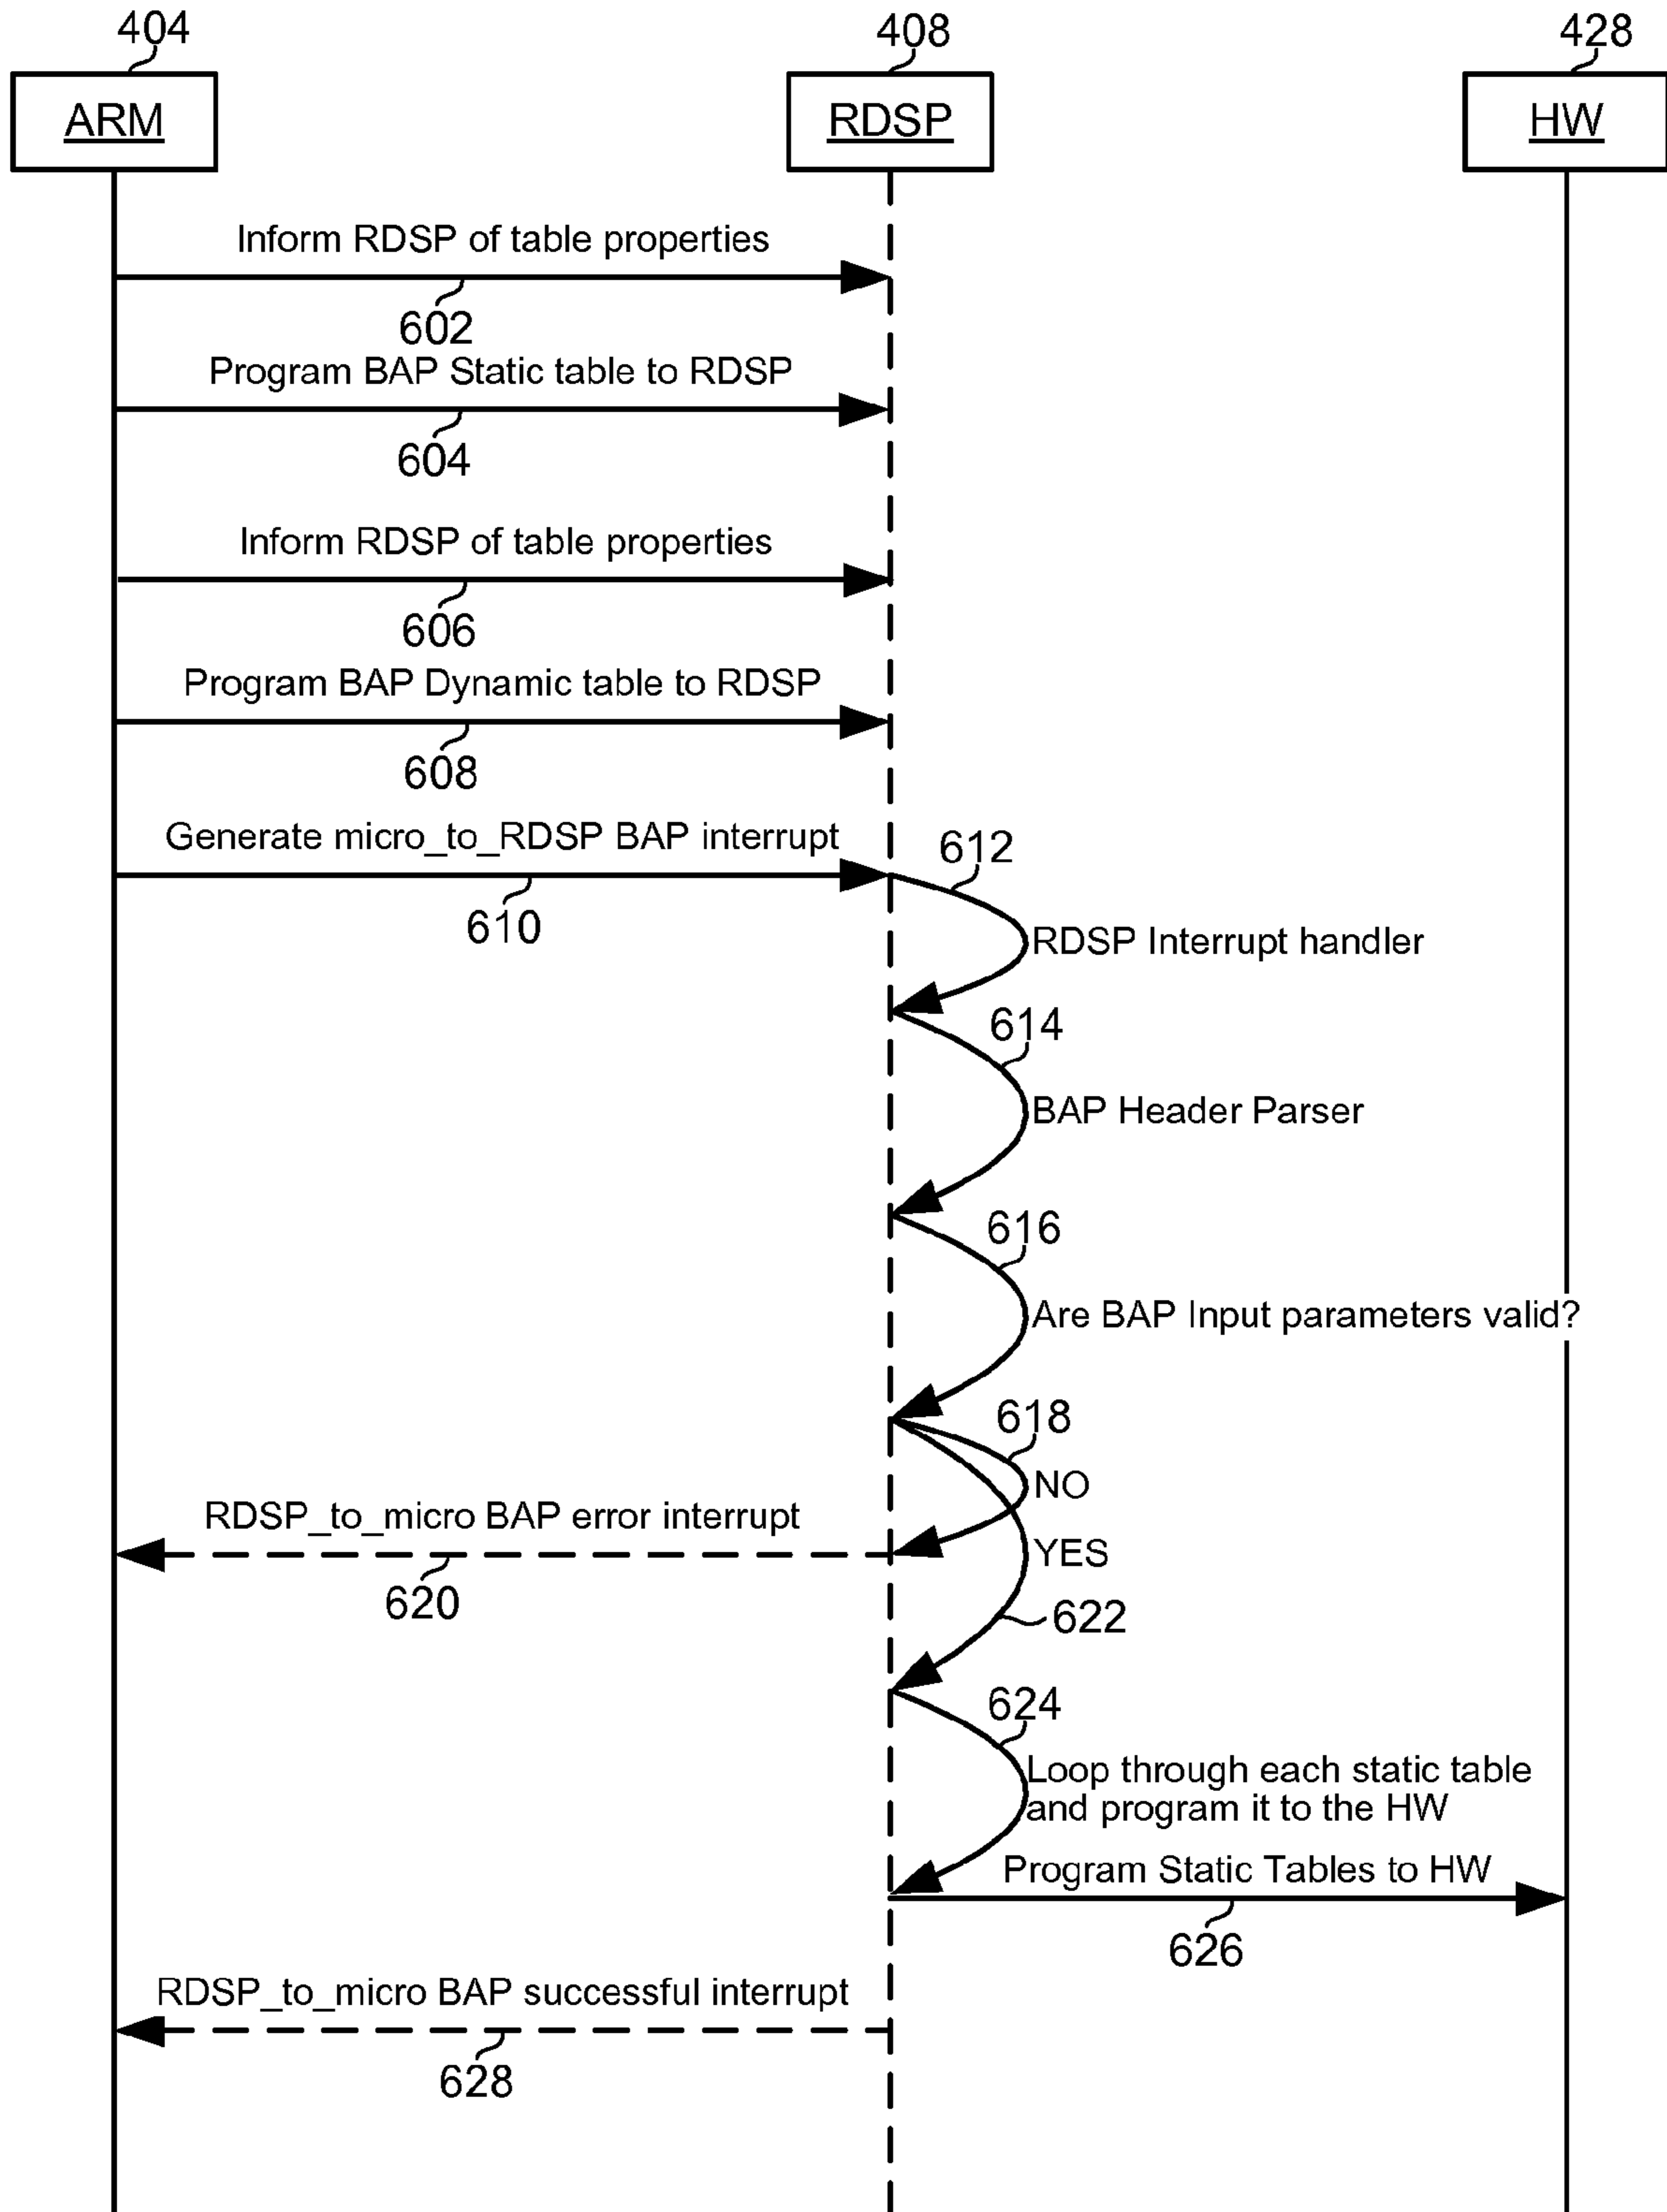 404
408
428
ARM
RDSP
HW
Inform RDSP of table properties
602
Program BAP Static table to RDSP
604
Inform RDSP of table properties
606
Program BAP Dynamic table to RDSP
608
Generate micro_to_RDSP BAP interrupt
610
612
RDSP Interrupt handler
614
BAP Header Parser
616
Are BAP Input parameters valid?
618
NO
RDSP_to_micro BAP error interrupt
620
YES
622
624
Loop through each static table
and program it to the HW
Program Static Tables to HW
626
RDSP_to_micro BAP successful interrupt
628